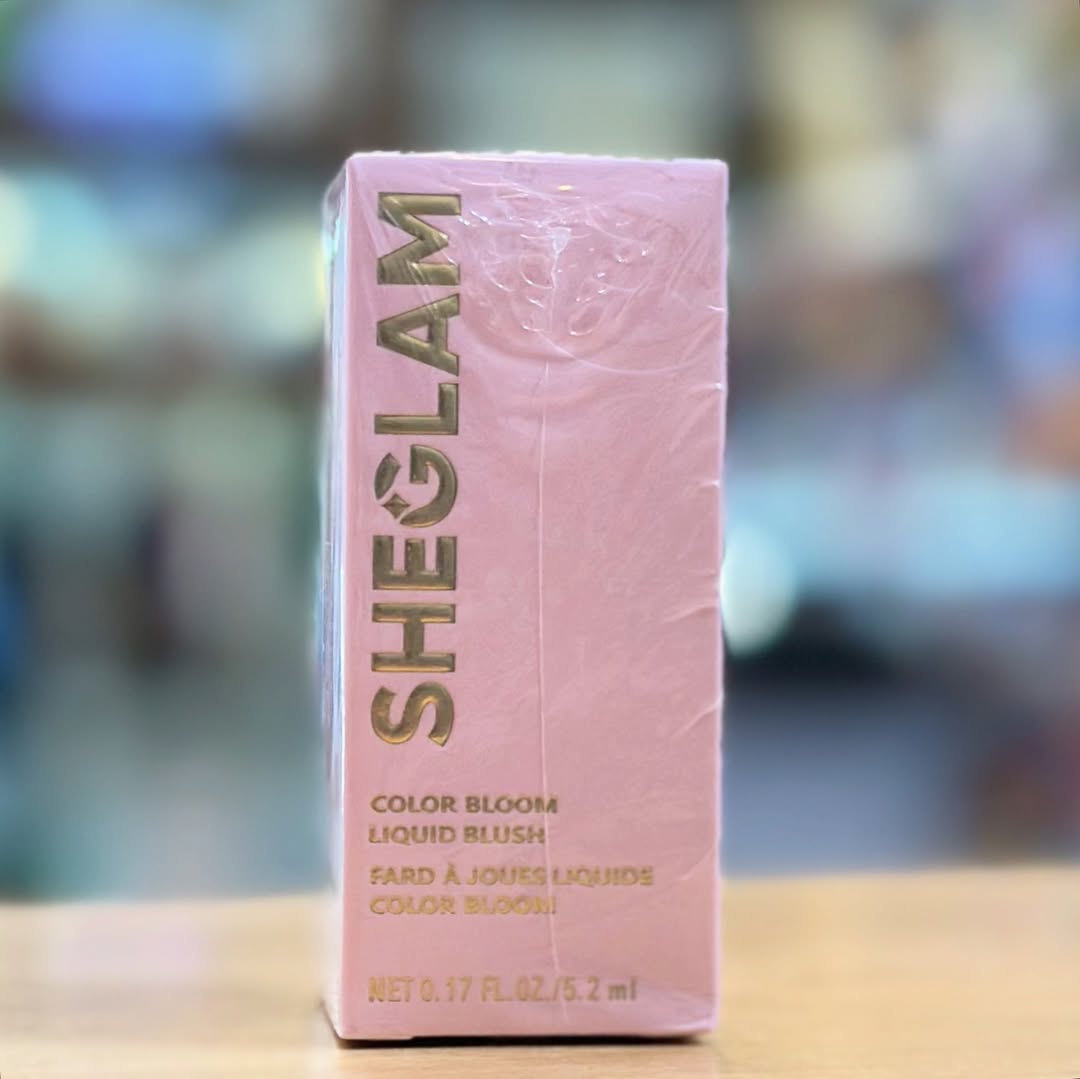 SHEGLAM
COLOR BLOOM
LIQUID BLUSH
FARD À JOUES LIQUIDE
COLOR BLOOM
NET 0.17 FL.OZ./5.2 ml